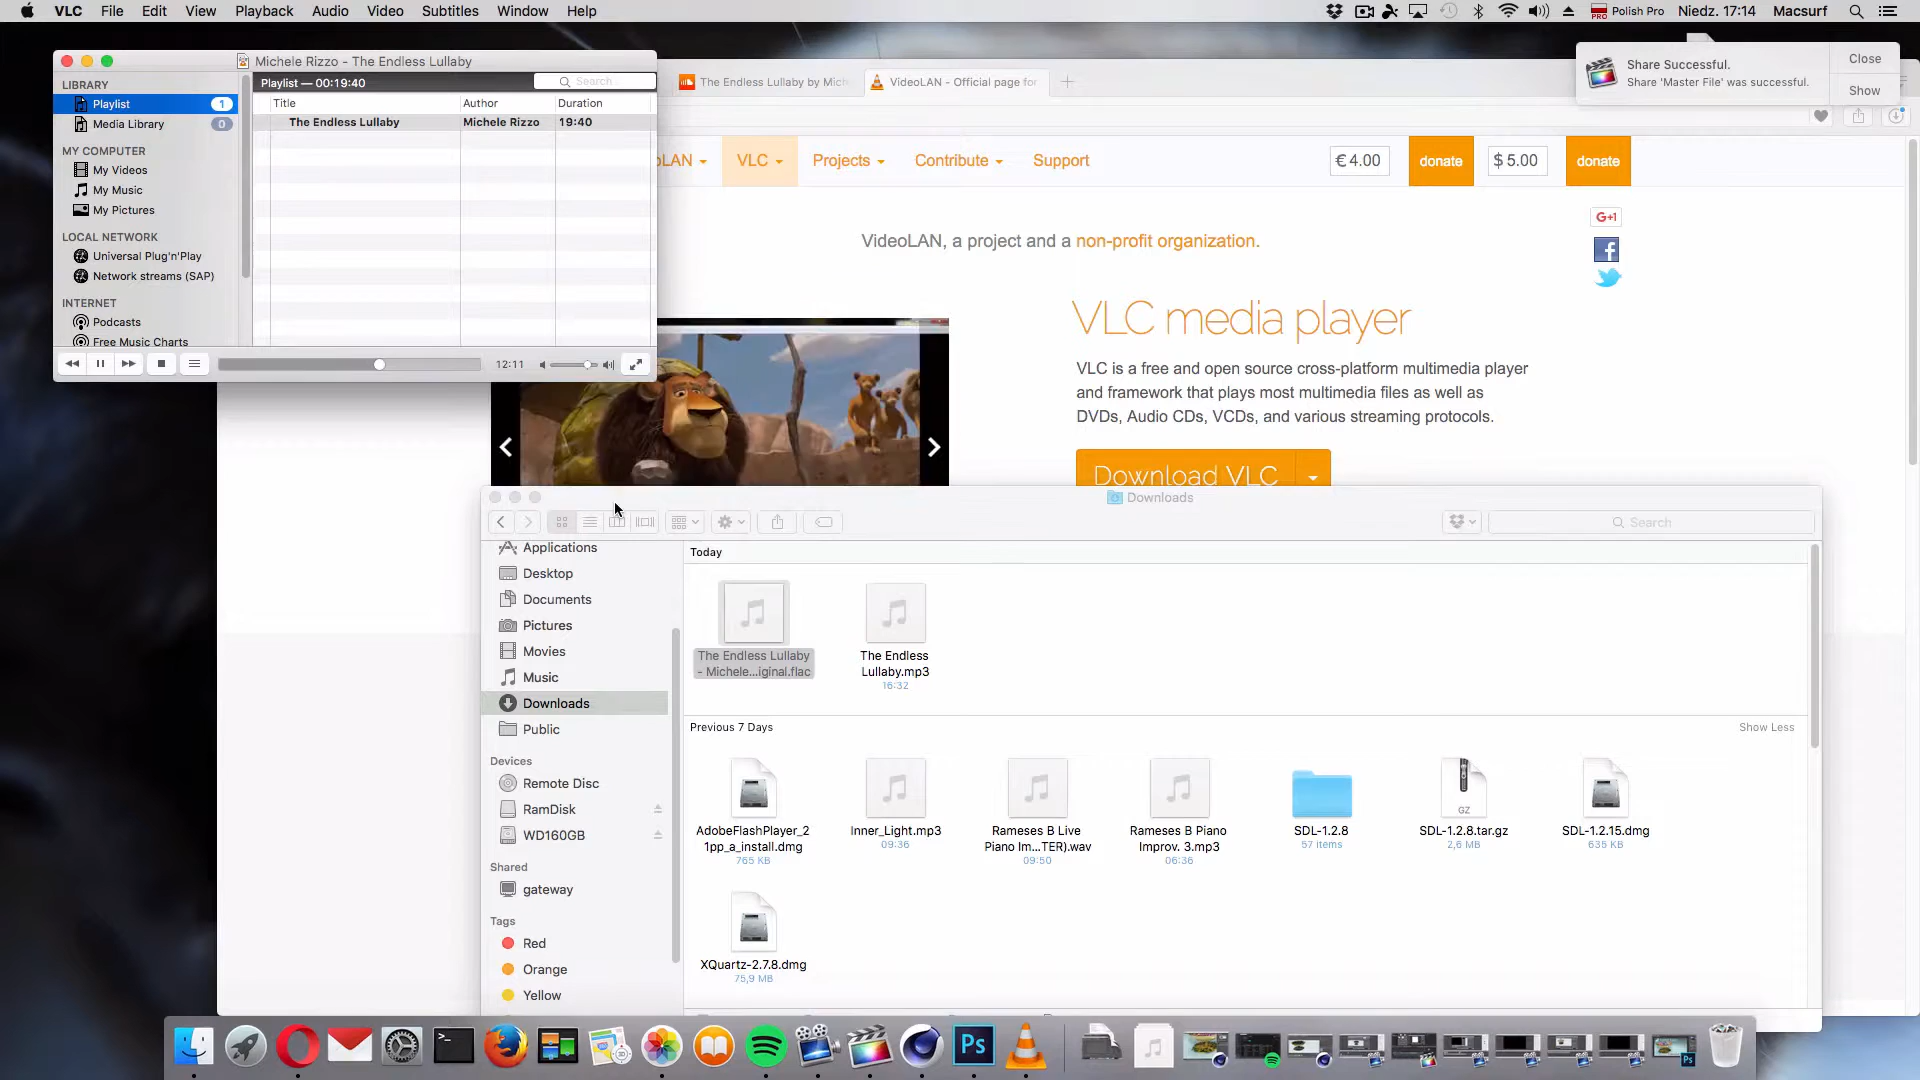 VLC File Edit View Playback Audio Video Subtitles Window Help
PRO Polish Pro Niedz. 17:14 Macsurf
Michele Rizzo - The Endless Lullaby
LIBRARY
Playlist 1
Media Library 0
MY COMPUTER
My Videos
My Music
My Pictures
LOCAL NETWORK
Universal Plug'n'Play
Network streams (SAP)
INTERNET
Podcasts
Free Music Charts
Playlist — 00:19:40
Search
Title Author Duration
The Endless Lullaby Michele Rizzo 19:40
12:11
The Endless Lullaby by Mich
VideoLAN - Official page for
Share Successful.
Share 'Master File' was successful.
Close
Show
oLAN VLC Projects Contribute Support
€ 4.00 donate $ 5.00 donate
G+1
VideoLAN, a project and a non-profit organization.
VLC media player
VLC is a free and open source cross-platform multimedia player
and framework that plays most multimedia files as well as
DVDs, Audio CDs, VCDs, and various streaming protocols.
Download VLC
Downloads
Search
Applications
Desktop
Documents
Pictures
Movies
Music
Downloads
Public
Devices
Remote Disc
RamDisk
WD160GB
Shared
gateway
Tags
Red
Orange
Yellow
Today
The Endless Lullaby
- Michele...iginal.flac
The Endless
Lullaby.mp3
16:32
Previous 7 Days
Show Less
AdobeFlashPlayer_2
1pp_a_install.dmg
765 KB
Inner_Light.mp3
09:36
Rameses B Live
Piano Im...TER).wav
09:50
Rameses B Piano
Improv. 3.mp3
06:36
SDL-1.2.8
57 items
GZ
SDL-1.2.8.tar.gz
2,6 MB
SDL-1.2.15.dmg
635 KB
XQuartz-2.7.8.dmg
75,9 MB
Ps